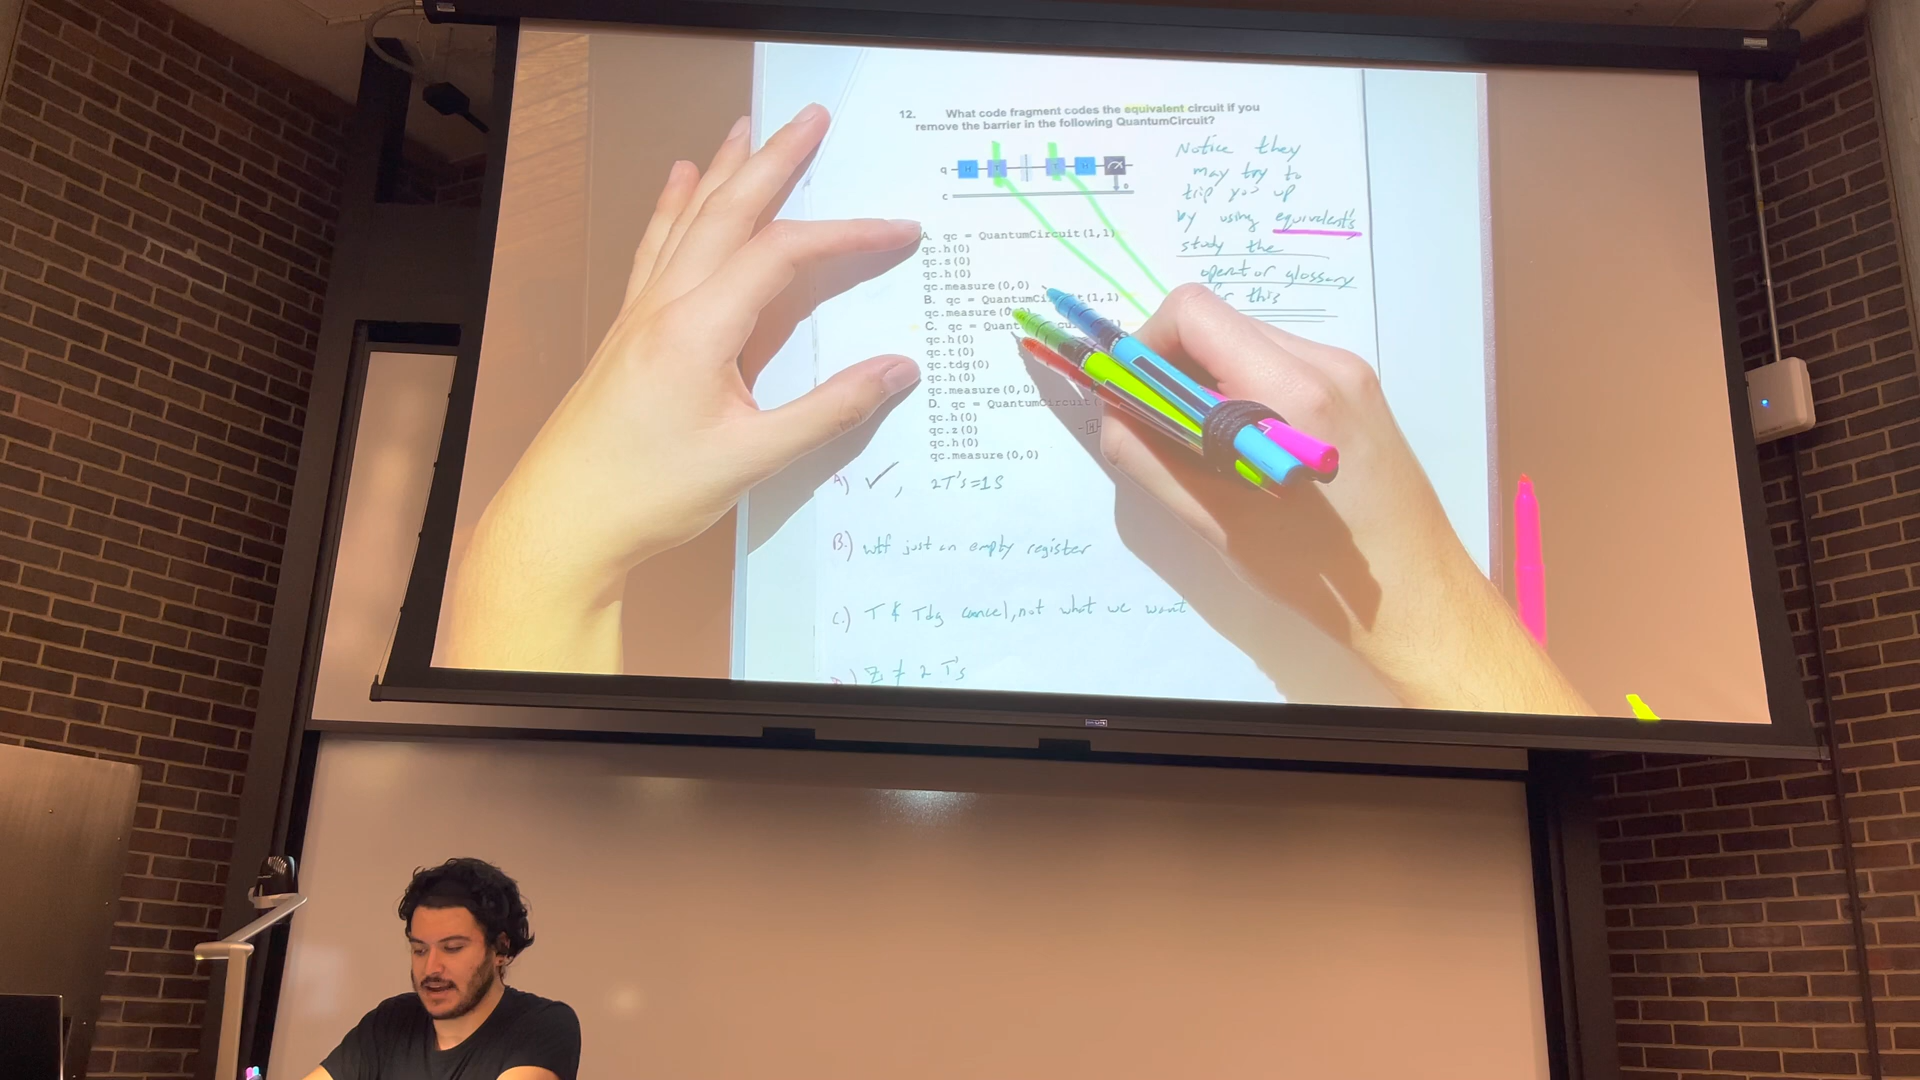 12. What code fragment codes the equivalent circuit if you
remove the barrier in the following QuantumCircuit?
q H T T H
c 0
A. qc = QuantumCircuit(1,1)
qc.h(0)
qc.s(0)
qc.h(0)
qc.measure(0,0)
B. qc = QuantumCi t(1,1)
qc.measure(0
C. qc = Quant
qc.h(0)
qc.t(0)
qc.tdg(0)
qc.h(0)
qc.measure(0,0)
D. qc = QuantumCircuit(
qc.h(0)
qc.z(0)
qc.h(0)
qc.measure(0,0)
H
Notice they
may try to
trip you up
by using equivalent's
study the
operator glossary
this
A) ✓, 2T's=1S
B.) wtf just an empty register
C.) T & Tdg cancel, not what we want
) Z ≠ 2 T's